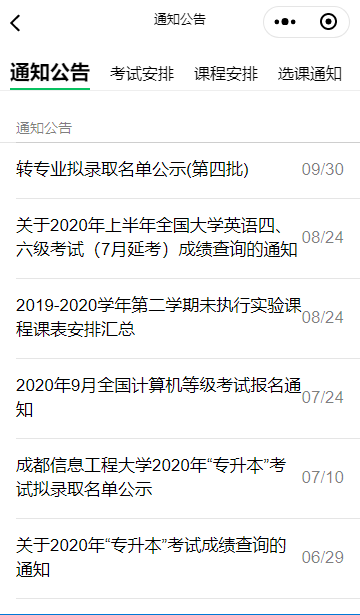 通知公告
通知公告 考试安排 课程安排 选课通知
通知公告
转专业拟录取名单公示(第四批) 09/30
关于2020年上半年全国大学英语四、
六级考试（7月延考）成绩查询的通知
08/24
2019-2020学年第二学期未执行实验课
程课表安排汇总
08/24
2020年9月全国计算机等级考试报名通
知
07/24
成都信息工程大学2020年“专升本”考
试拟录取名单公示
07/10
关于2020年“专升本”考试成绩查询的
通知
06/29